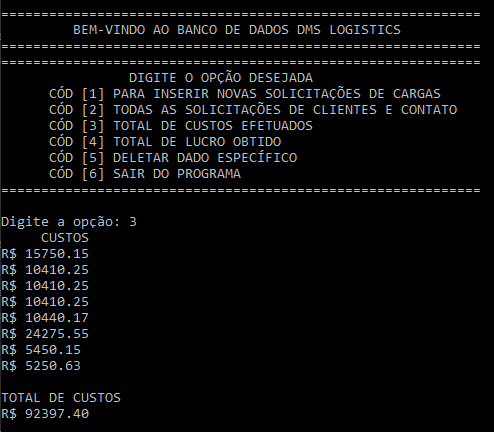 ============================================================
BEM-VINDO AO BANCO DE DADOS DMS LOGISTICS
============================================================
============================================================
DIGITE O OPÇÃO DESEJADA
CÓD [1] PARA INSERIR NOVAS SOLICITAÇÕES DE CARGAS
CÓD [2] TODAS AS SOLICITAÇÕES DE CLIENTES E CONTATO
CÓD [3] TOTAL DE CUSTOS EFETUADOS
CÓD [4] TOTAL DE LUCRO OBTIDO
CÓD [5] DELETAR DADO ESPECÍFICO
CÓD [6] SAIR DO PROGRAMA
============================================================
Digite a opção: 3
CUSTOS
R$ 15750.15
R$ 10410.25
R$ 10410.25
R$ 10410.25
R$ 10440.17
R$ 24275.55
R$ 5450.15
R$ 5250.63
TOTAL DE CUSTOS
R$ 92397.40